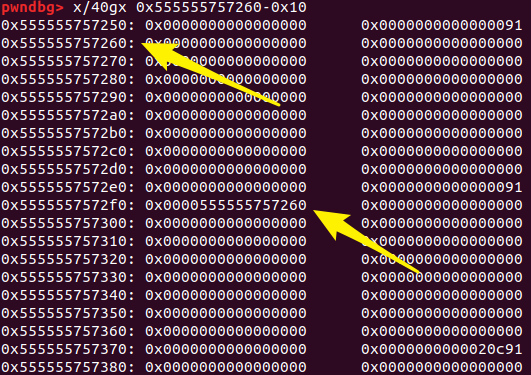 pwndbg> x/40gx 0x555555757260-0x10
0x555555757250: 0x0000000000000000 0x0000000000000091
0x555555757260: 0x0000000000000000 0x0000000000000000
0x555555757270: 0x0000000000000000 0x0000000000000000
0x555555757280: 0x0000000000000000 0x0000000000000000
0x555555757290: 0x0000000000000000 0x0000000000000000
0x5555557572a0: 0x0000000000000000 0x0000000000000000
0x5555557572b0: 0x0000000000000000 0x0000000000000000
0x5555557572c0: 0x0000000000000000 0x0000000000000000
0x5555557572d0: 0x0000000000000000 0x0000000000000000
0x5555557572e0: 0x0000000000000000 0x0000000000000091
0x5555557572f0: 0x0000555555757260 0x0000000000000000
0x555555757300: 0x0000000000000000 0x0000000000000000
0x555555757310: 0x0000000000000000 0x0000000000000000
0x555555757320: 0x0000000000000000 0x0000000000000000
0x555555757330: 0x0000000000000000 0x0000000000000000
0x555555757340: 0x0000000000000000 0x0000000000000000
0x555555757350: 0x0000000000000000 0x0000000000000000
0x555555757360: 0x0000000000000000 0x0000000000000000
0x555555757370: 0x0000000000000000 0x0000000000020c91
0x555555757380: 0x0000000000000000 0x0000000000000000